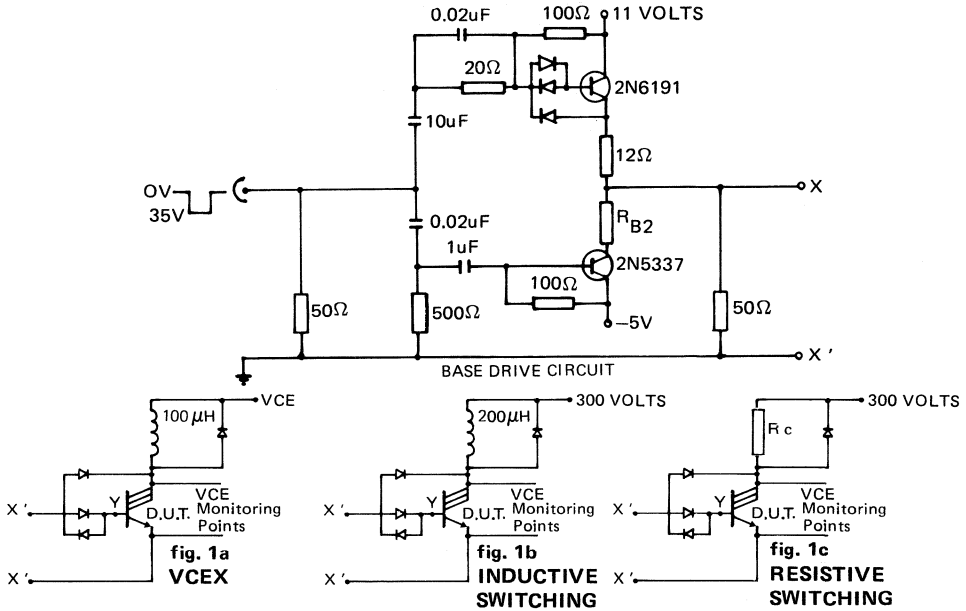 0.02uF
100Ω
11 VOLTS
20Ω
2N6191
10uF
12Ω
OV
35V
X
0.02uF
R B2
1uF
2N5337
100Ω
50Ω
500Ω
50Ω
–5V
X'
BASE DRIVE CIRCUIT
100μH
VCE
Y
X'
D.U.T.
VCE
Monitoring
Points
fig. 1a
VCEX
X'
200μH
300 VOLTS
Y
X'
D.U.T.
VCE
Monitoring
Points
fig. 1b
INDUCTIVE
SWITCHING
X'
Rc
300 VOLTS
Y
X'
D.U.T.
VCE
Monitoring
Points
fig. 1c
RESISTIVE
SWITCHING
X'